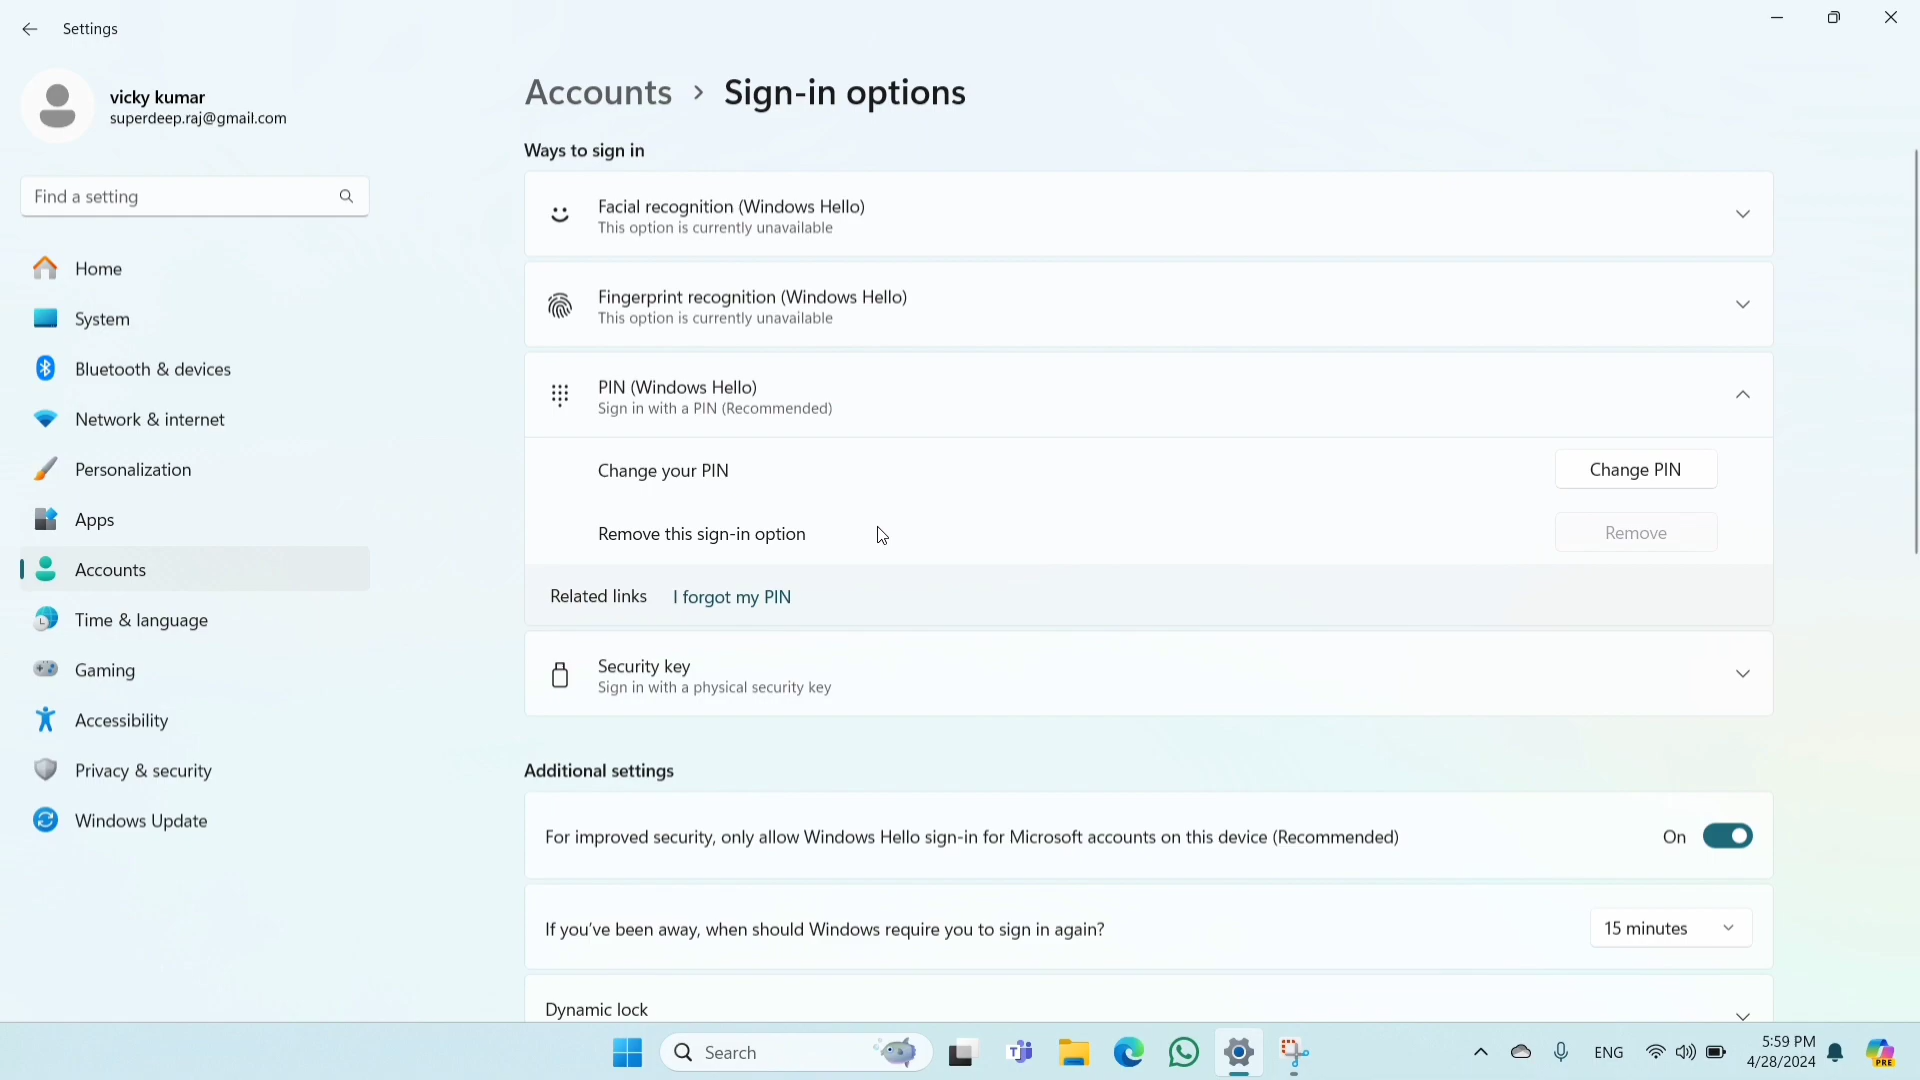 Settings
vicky kumar
superdeep.raj@gmail.com
Find a setting
Home
System
Bluetooth & devices
Network & internet
Personalization
Apps
Accounts
Time & language
Gaming
Accessibility
Privacy & security
Windows Update
Accounts > Sign-in options
Ways to sign in
Facial recognition (Windows Hello)
This option is currently unavailable
Fingerprint recognition (Windows Hello)
This option is currently unavailable
PIN (Windows Hello)
Sign in with a PIN (Recommended)
Change your PIN
Change PIN
Remove this sign-in option
Remove
Related links I forgot my PIN
Security key
Sign in with a physical security key
Additional settings
For improved security, only allow Windows Hello sign-in for Microsoft accounts on this device (Recommended)
On
If you've been away, when should Windows require you to sign in again?
15 minutes
Dynamic lock
Search
ENG
5:59 PM
4/28/2024
PRE